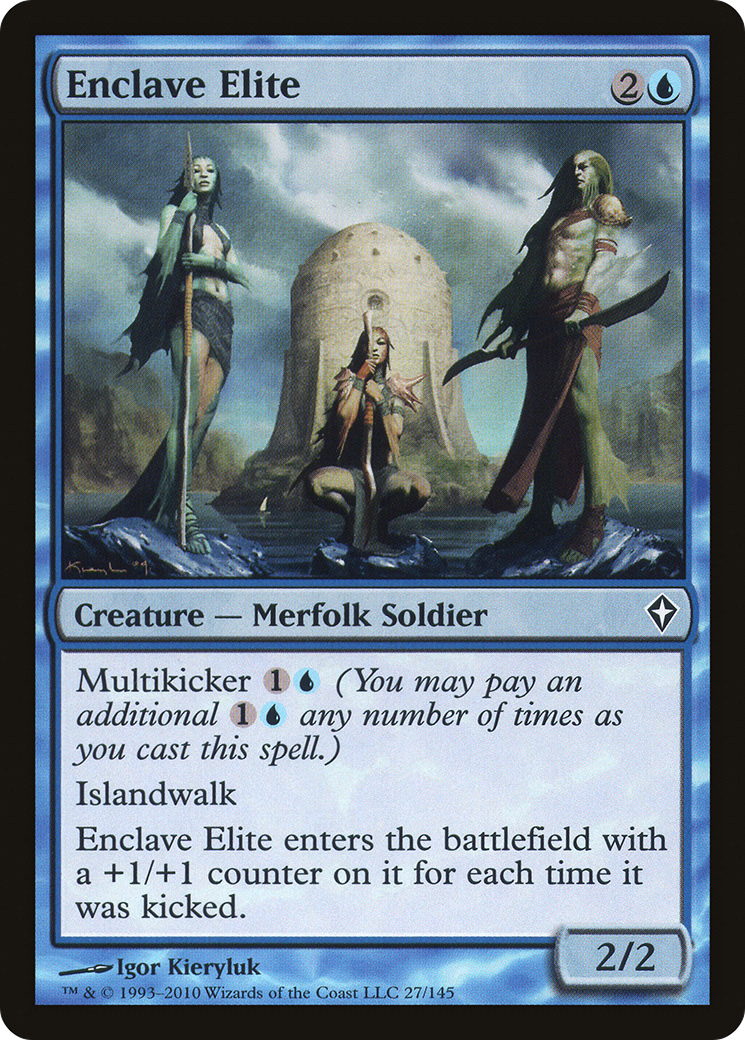 Enclave Elite 2
Creature — Merfolk Soldier
Multikicker 1 (You may pay an
additional 1 any number of times as
you cast this spell.)
Islandwalk
Enclave Elite enters the battlefield with
a +1/+1 counter on it for each time it
was kicked.
2/2
Igor Kieryluk
™ & © 1993–2010 Wizards of the Coast LLC 27/145